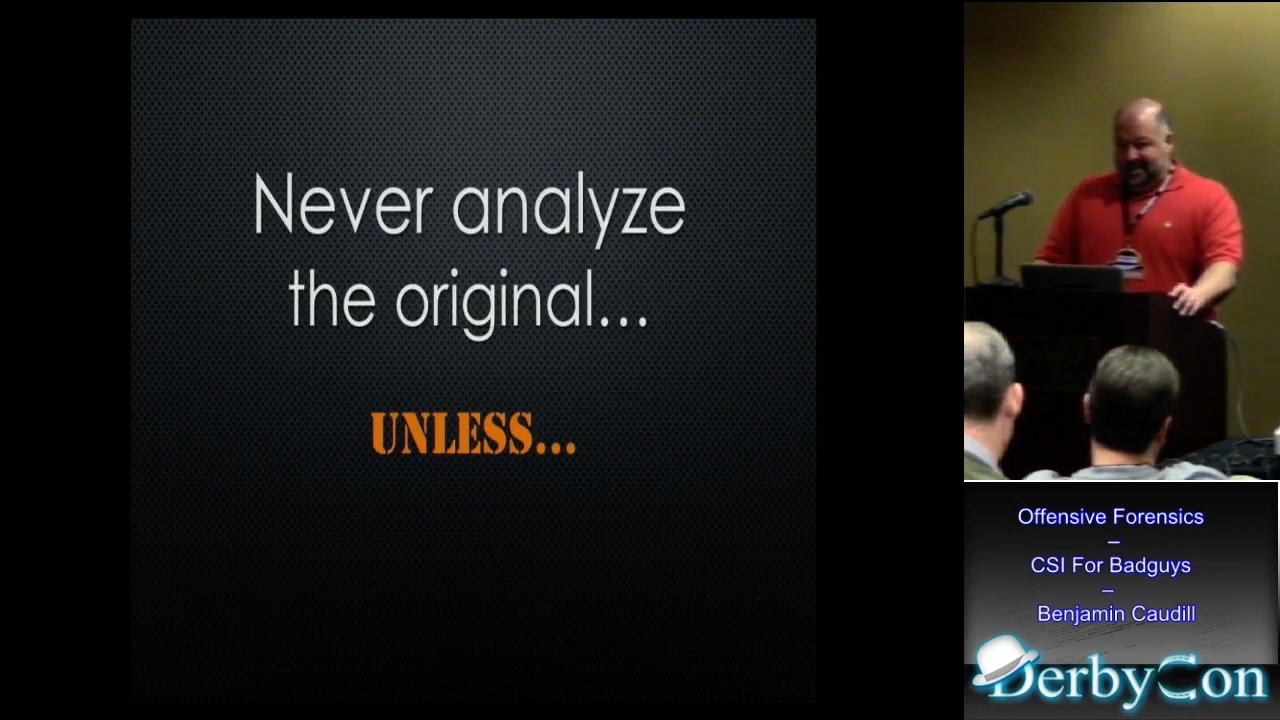 Never analyze
the original...
UNLESS...
Offensive Forensics
–
CSI For Badguys
–
Benjamin Caudill
DerbyCon